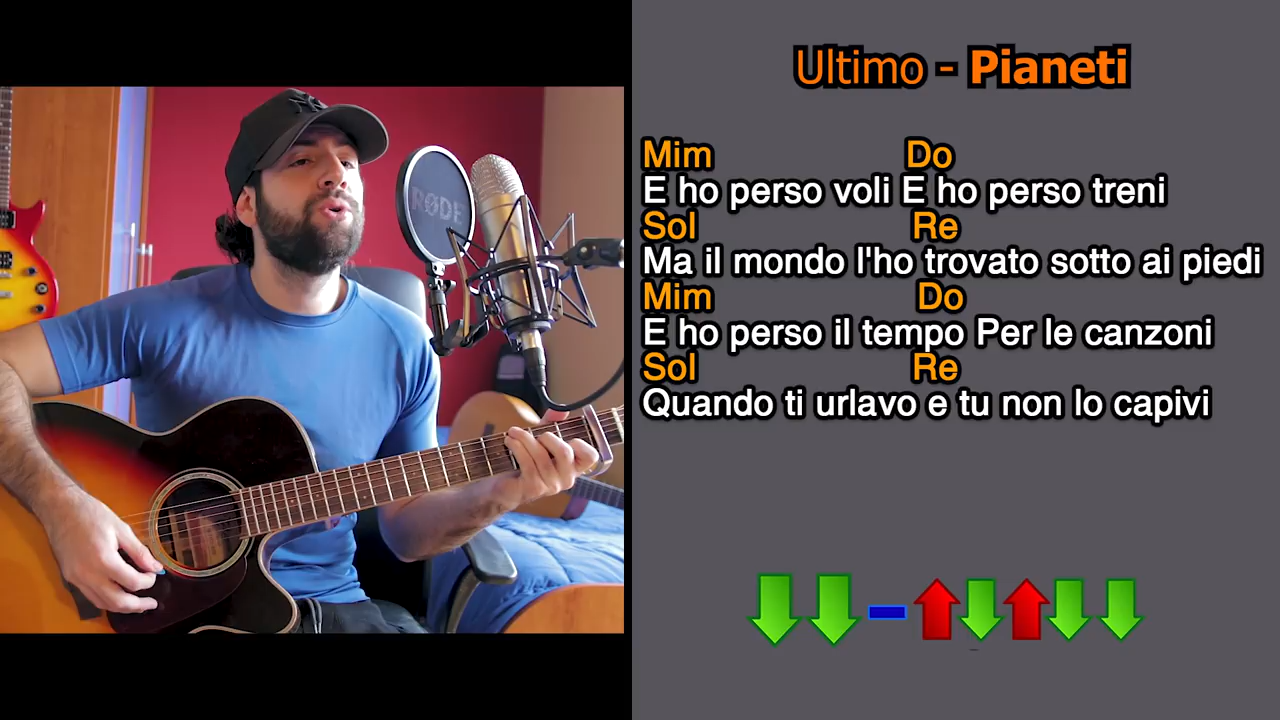 Ultimo - Pianeti
Mim Do
E ho perso voli E ho perso treni
Sol Re
Ma il mondo l'ho trovato sotto ai piedi
Mim Do
E ho perso il tempo Per le canzoni
Sol Re
Quando ti urlavo e tu non lo capivi
RØDE